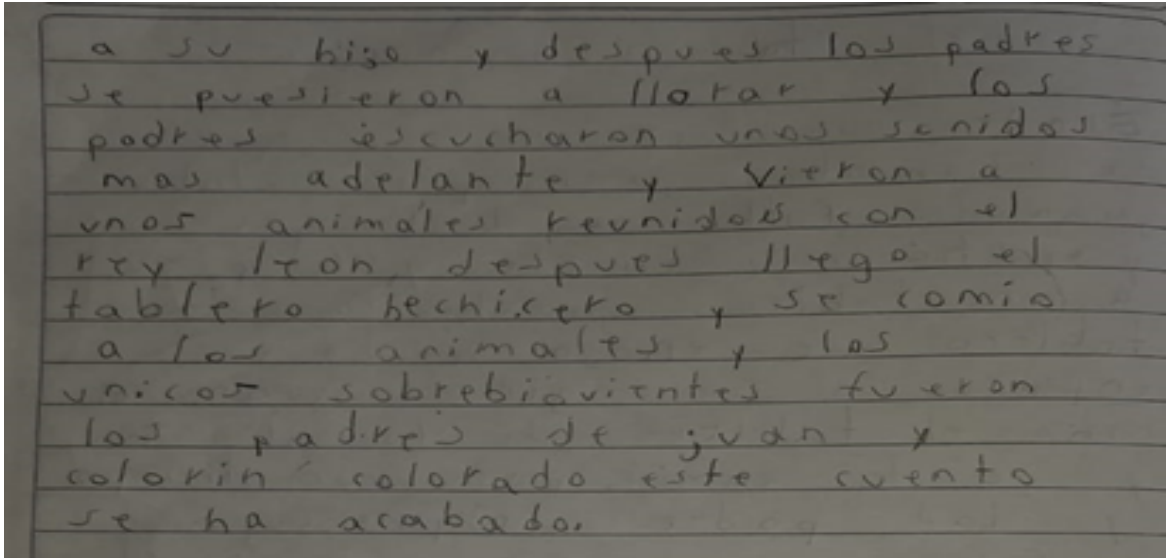 a su hijo y despues los padres
se puesieron a llorar y los
padres escucharon unos sonidos
mas adelante y vieron a
unos animales reunidos con el
rey leon despues llego el
tablero hechicero y se comio
a los animales y los
unicos sobrebiovientes fueron
los padres de juan y
colorin colorado este cuento
se ha acabado.